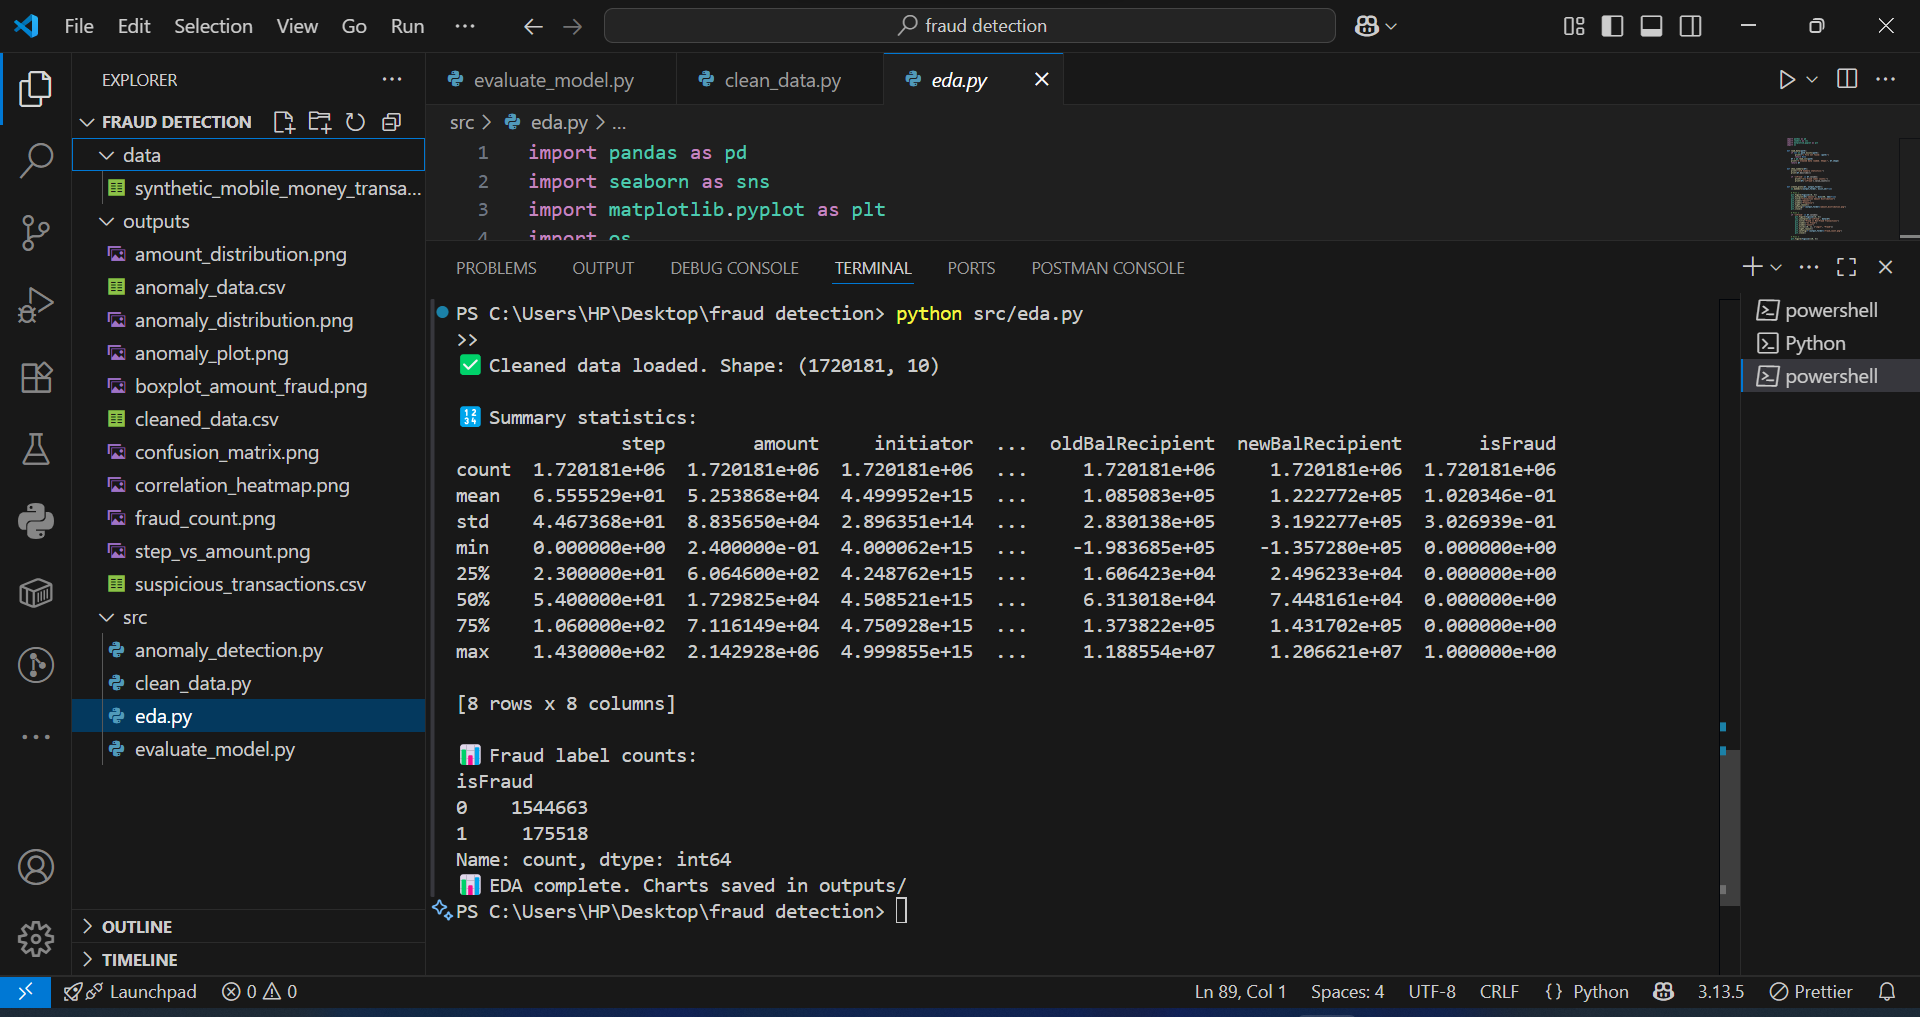 File Edit Selection View Go Run ...
fraud detection
EXPLORER
FRAUD DETECTION
data
synthetic_mobile_money_transa...
outputs
amount_distribution.png
anomaly_data.csv
anomaly_distribution.png
anomaly_plot.png
boxplot_amount_fraud.png
cleaned_data.csv
confusion_matrix.png
correlation_heatmap.png
fraud_count.png
step_vs_amount.png
suspicious_transactions.csv
src
anomaly_detection.py
clean_data.py
eda.py
evaluate_model.py
OUTLINE
TIMELINE
evaluate_model.py clean_data.py eda.py
src > eda.py > ...
1 import pandas as pd
2 import seaborn as sns
3 import matplotlib.pyplot as plt
4 import os
PROBLEMS OUTPUT DEBUG CONSOLE TERMINAL PORTS POSTMAN CONSOLE
PS C:\Users\HP\Desktop\fraud detection> python src/eda.py
>>
✅ Cleaned data loaded. Shape: (1720181, 10)
🔢 Summary statistics:
step amount initiator ... oldBalRecipient newBalRecipient isFraud
count 1.720181e+06 1.720181e+06 1.720181e+06 ... 1.720181e+06 1.720181e+06 1.720181e+06
mean 6.555529e+01 5.253868e+04 4.499952e+15 ... 1.085083e+05 1.222772e+05 1.020346e-01
std 4.467368e+01 8.835650e+04 2.896351e+14 ... 2.830138e+05 3.192277e+05 3.026939e-01
min 0.000000e+00 2.400000e-01 4.000062e+15 ... -1.983685e+05 -1.357280e+05 0.000000e+00
25% 2.300000e+01 6.064600e+02 4.248762e+15 ... 1.606423e+04 2.496233e+04 0.000000e+00
50% 5.400000e+01 1.729825e+04 4.508521e+15 ... 6.313018e+04 7.448161e+04 0.000000e+00
75% 1.060000e+02 7.116149e+04 4.750928e+15 ... 1.373822e+05 1.431702e+05 0.000000e+00
max 1.430000e+02 2.142928e+06 4.999855e+15 ... 1.188554e+07 1.206621e+07 1.000000e+00
[8 rows x 8 columns]
📊 Fraud label counts:
isFraud
0 1544663
1 175518
Name: count, dtype: int64
📊 EDA complete. Charts saved in outputs/
PS C:\Users\HP\Desktop\fraud detection>
powershell
Python
powershell
Launchpad 0 0 Ln 89, Col 1 Spaces: 4 UTF-8 CRLF {} Python 3.13.5 Prettier